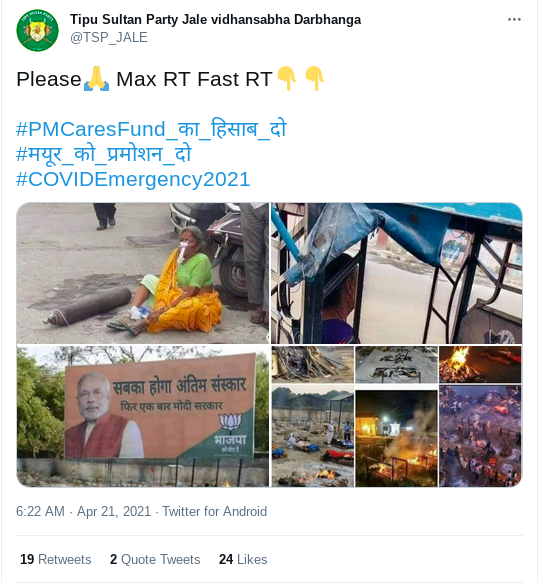 Tipu Sultan Party Jale vidhansabha Darbhanga
@TSP_JALE
Please🙏 Max RT Fast RT👇👇
#PMCaresFund_का_हिसाब_दो
#मयूर_को_प्रमोशन_दो
#COVIDEmergency2021
सबका होगा अंतिम संस्कार
फिर एक बार मोदी सरकार
भाजपा
6:22 AM · Apr 21, 2021 · Twitter for Android
19 Retweets 2 Quote Tweets 24 Likes